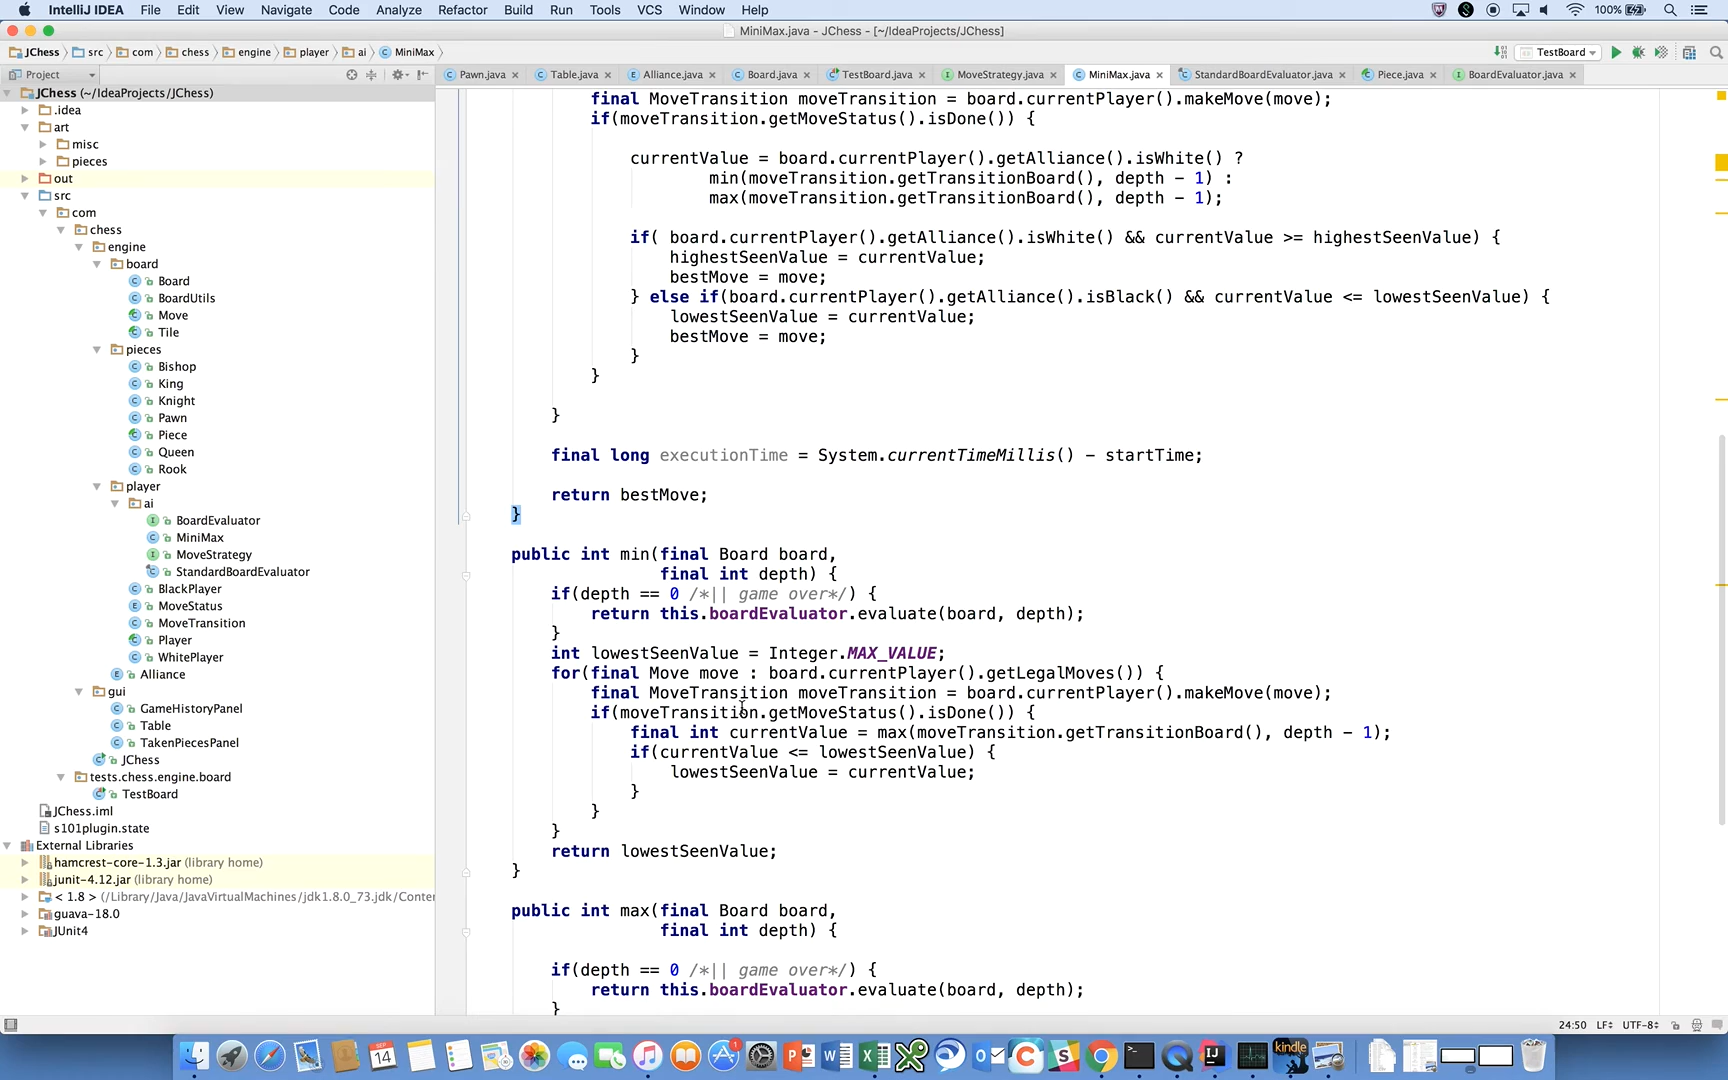 IntelliJ IDEA File Edit View Navigate Code Analyze Refactor Build Run Tools VCS Window Help 100%
MiniMax.java - JChess - [~/IdeaProjects/JChess]
JChess src com chess engine player ai MiniMax TestBoard
Project Pawn.java Table.java Alliance.java Board.java TestBoard.java MoveStrategy.java MiniMax.java StandardBoardEvaluator.java Piece.java BoardEvaluator.java
JChess (~/IdeaProjects/JChess)
.idea
art
misc
pieces
out
src
com
chess
engine
board
Board
BoardUtils
Move
Tile
pieces
Bishop
King
Knight
Pawn
Piece
Queen
Rook
player
ai
BoardEvaluator
MiniMax
MoveStrategy
StandardBoardEvaluator
BlackPlayer
MoveStatus
MoveTransition
Player
WhitePlayer
Alliance
gui
GameHistoryPanel
Table
TakenPiecesPanel
JChess
tests.chess.engine.board
TestBoard
JChess.iml
s101plugin.state
External Libraries
hamcrest-core-1.3.jar (library home)
junit-4.12.jar (library home)
< 1.8 > (/Library/Java/JavaVirtualMachines/jdk1.8.0_73.jdk/Conter
guava-18.0
JUnit4
final MoveTransition moveTransition = board.currentPlayer().makeMove(move);
if(moveTransition.getMoveStatus().isDone()) {
currentValue = board.currentPlayer().getAlliance().isWhite() ?
min(moveTransition.getTransitionBoard(), depth - 1) :
max(moveTransition.getTransitionBoard(), depth - 1);
if( board.currentPlayer().getAlliance().isWhite() && currentValue >= highestSeenValue) {
highestSeenValue = currentValue;
bestMove = move;
} else if(board.currentPlayer().getAlliance().isBlack() && currentValue <= lowestSeenValue) {
lowestSeenValue = currentValue;
bestMove = move;
}
}
}
final long executionTime = System.currentTimeMillis() - startTime;
return bestMove;
}
public int min(final Board board,
final int depth) {
if(depth == 0 /*|| game over*/) {
return this.boardEvaluator.evaluate(board, depth);
}
int lowestSeenValue = Integer.MAX_VALUE;
for(final Move move : board.currentPlayer().getLegalMoves()) {
final MoveTransition moveTransition = board.currentPlayer().makeMove(move);
if(moveTransition.getMoveStatus().isDone()) {
final int currentValue = max(moveTransition.getTransitionBoard(), depth - 1);
if(currentValue <= lowestSeenValue) {
lowestSeenValue = currentValue;
}
}
}
return lowestSeenValue;
}
public int max(final Board board,
final int depth) {
if(depth == 0 /*|| game over*/) {
return this.boardEvaluator.evaluate(board, depth);
}
24:50 LF÷ UTF-8÷
SEP
14
1
kindle